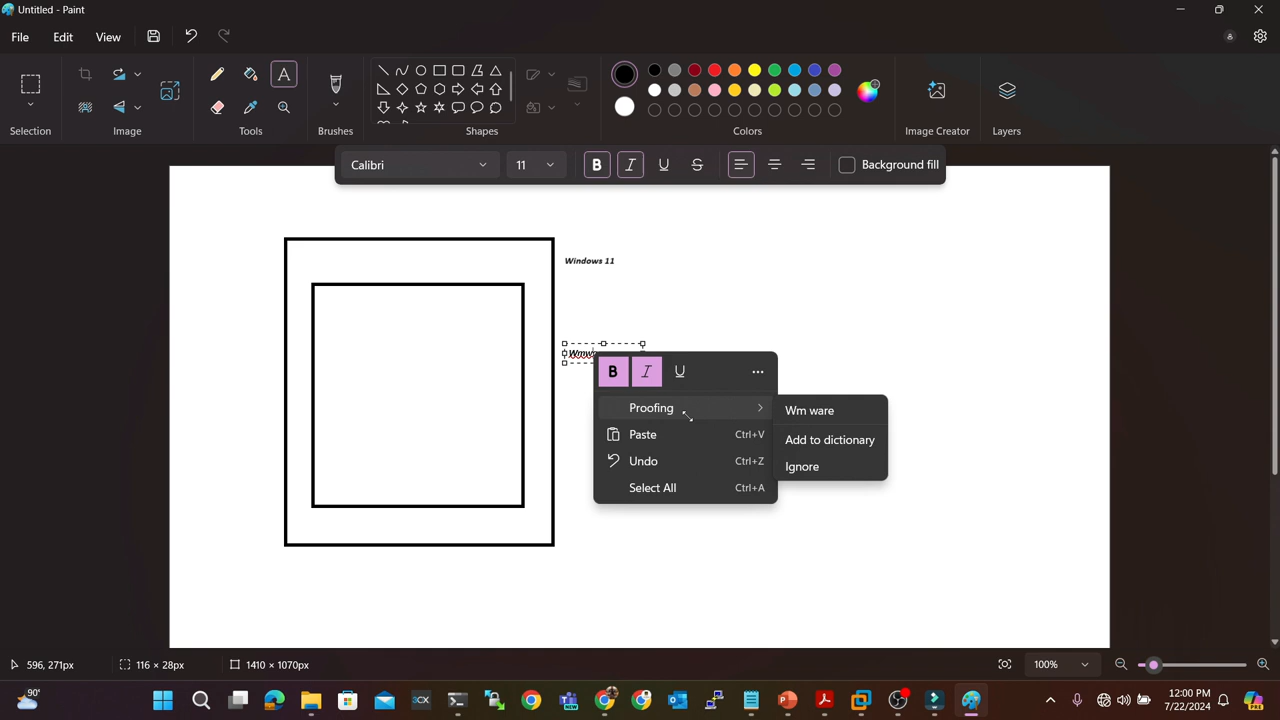 Untitled - Paint
File Edit View
Selection Image Tools Brushes Shapes Colors Image Creator Layers
Calibri 11 B I U S Background fill
Windows 11
B I U ...
Proofing
Paste Ctrl+V
Undo Ctrl+Z
Select All Ctrl+A
Wm ware
Add to dictionary
Ignore
596, 271px 116 × 28px 1410 × 1070px 100%
90°
12:00 PM
7/22/2024